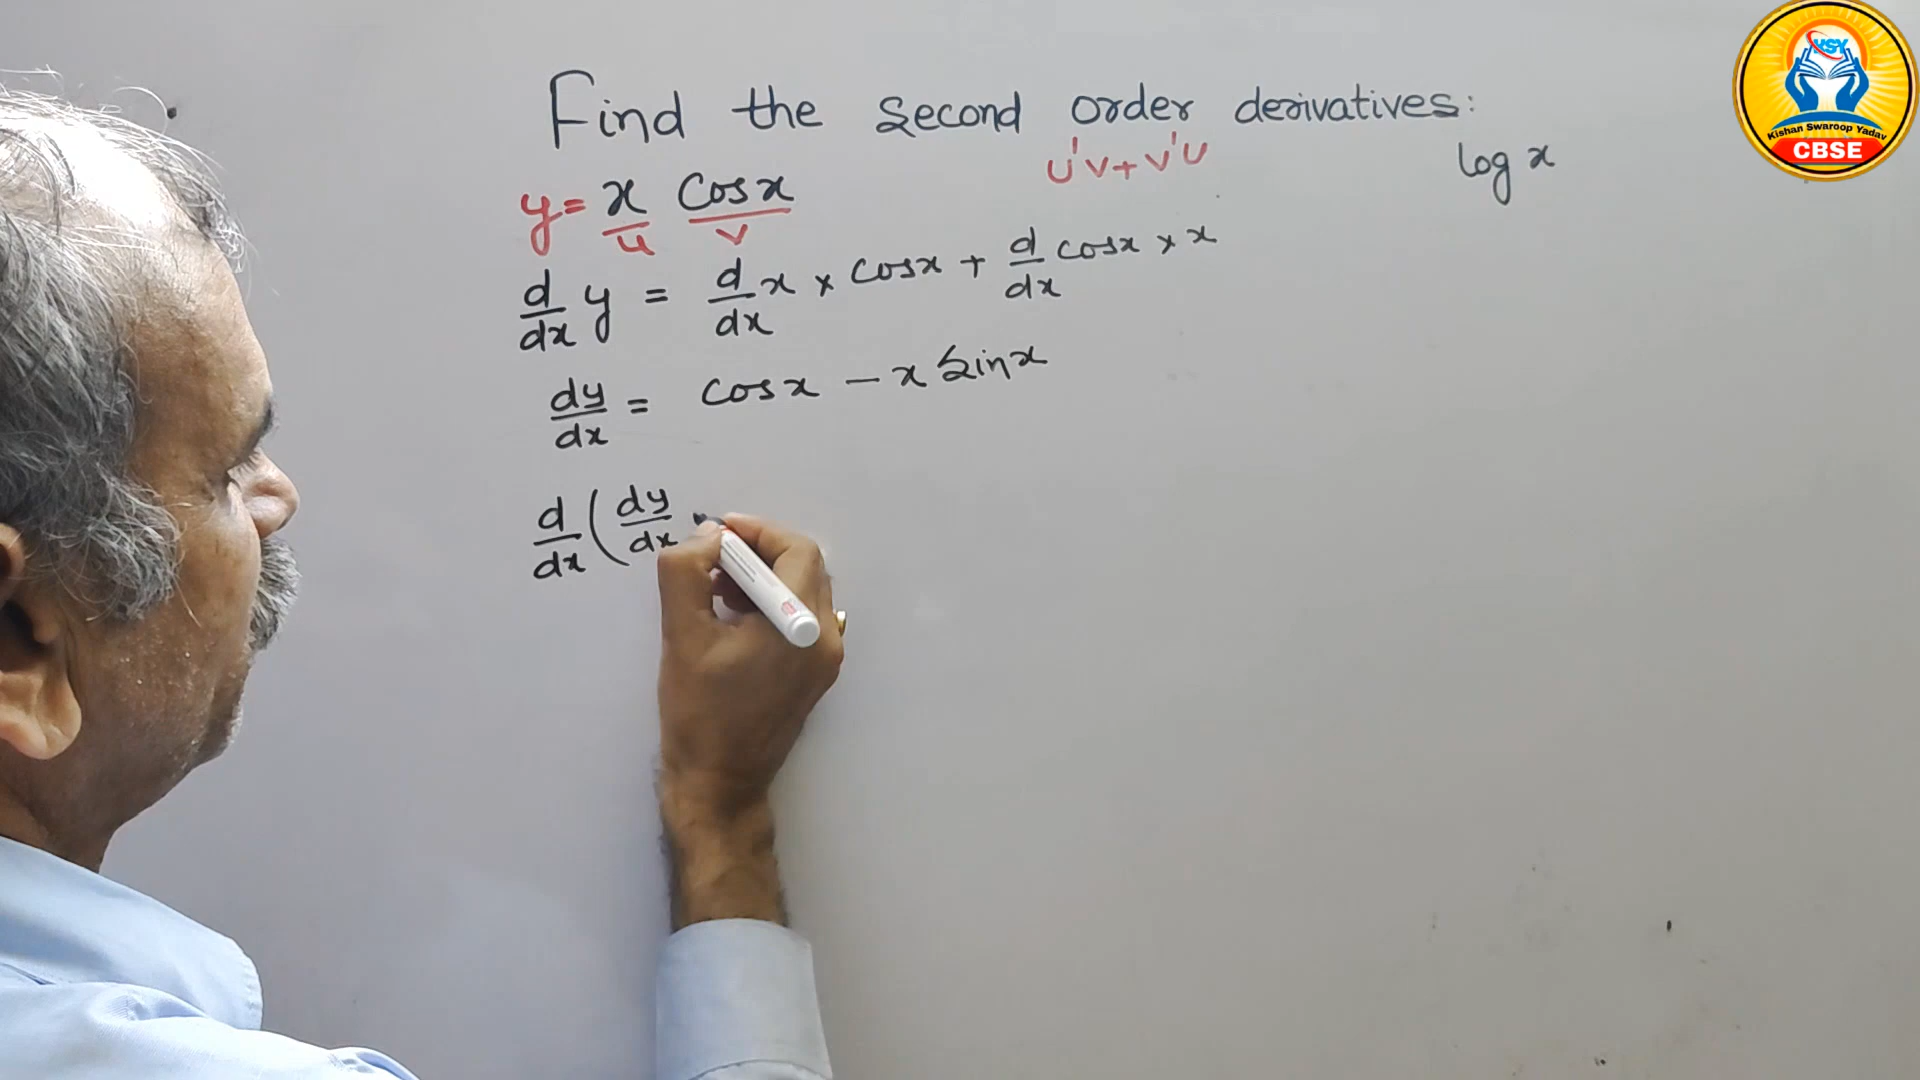 Find the second order derivatives:
u'v+v'u
log x
y= x cosx
u v
d/dx y = d/dx x × cosx + d/dx cosx × x
dy/dx = cosx − x sinx
d/dx (dy/dx
KSY
Kishan Swaroop Yadav
CBSE